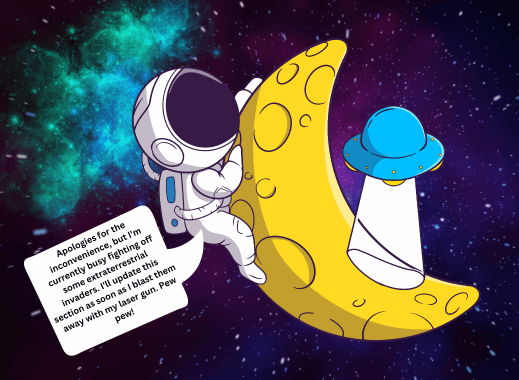 Apologies for the
inconvenience, but I'm
currently busy fighting off
some extraterrestrial
invaders. I'll update this
section as soon as I blast them
away with my laser gun. Pew
pew!